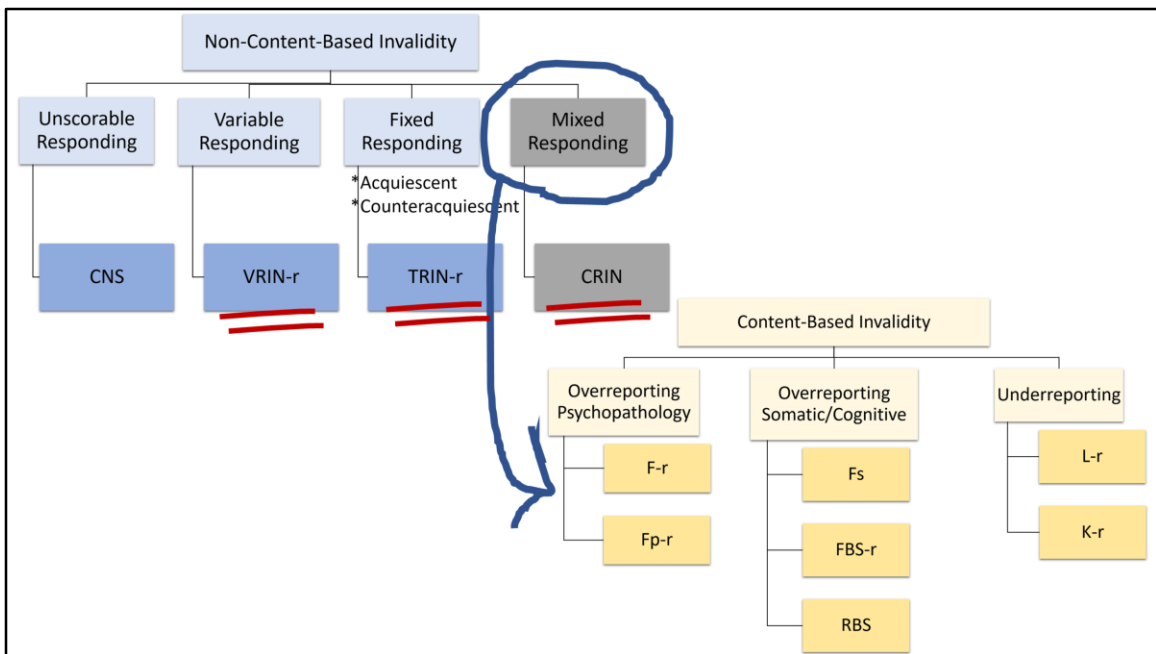 Non-Content-Based Invalidity
Unscorable
Responding
Variable
Responding
Fixed
Responding
Mixed
Responding
*Acquiescent
*Counteracquiescent
CNS
VRIN-r
TRIN-r
CRIN
Content-Based Invalidity
Overreporting
Psychopathology
Overreporting
Somatic/Cognitive
Underreporting
F-r
Fp-r
Fs
FBS-r
RBS
L-r
K-r